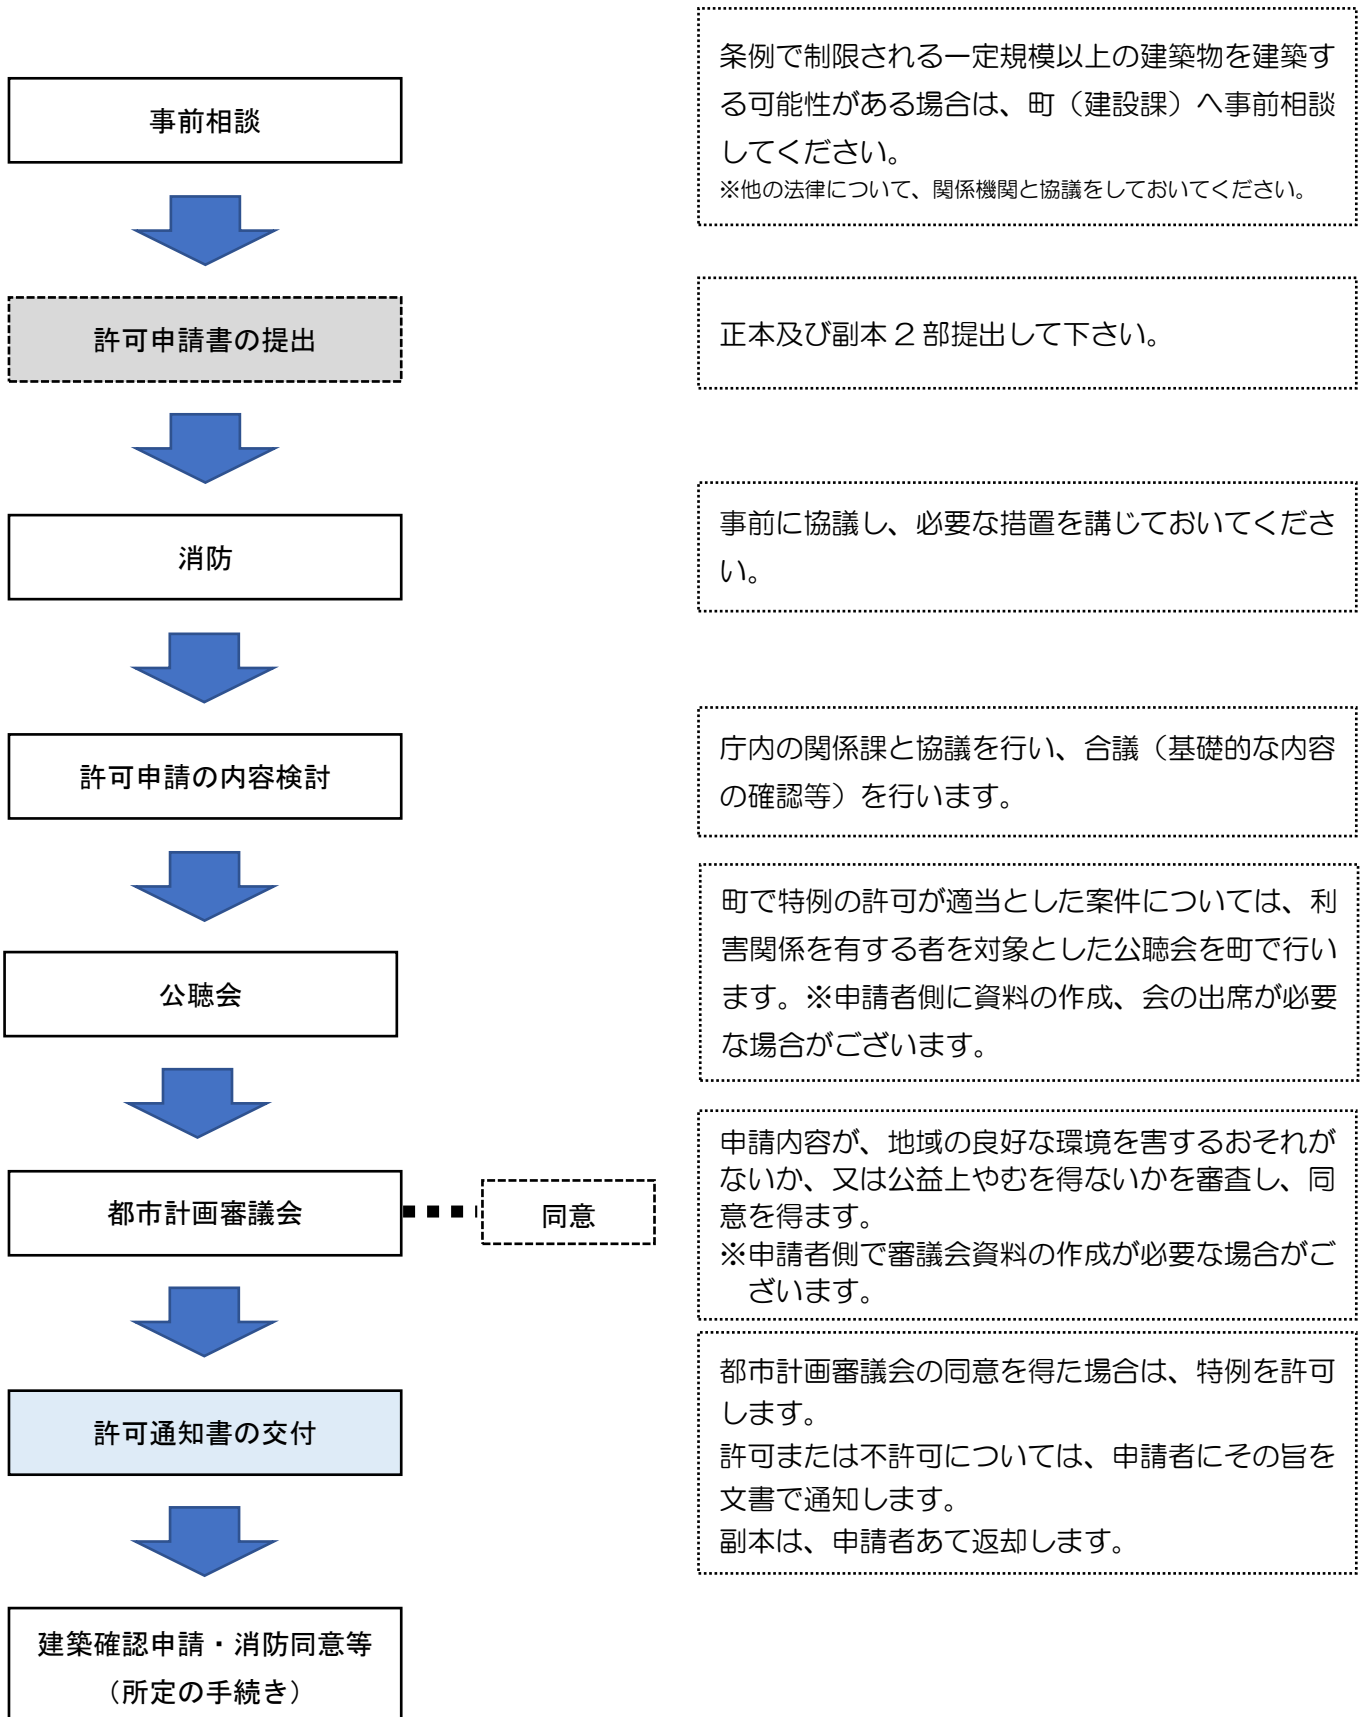 事前相談
条例で制限される一定規模以上の建築物を建築す
る可能性がある場合は、町（建設課）へ事前相談
してください。
※他の法律について、関係機関と協議をしておいてください。
許可申請書の提出
正本及び副本２部提出して下さい。
消防
事前に協議し、必要な措置を講じておいてくださ
い。
許可申請の内容検討
庁内の関係課と協議を行い、合議（基礎的な内容
の確認等）を行います。
公聴会
町で特例の許可が適当とした案件については、利
害関係を有する者を対象とした公聴会を町で行い
ます。※申請者側に資料の作成、会の出席が必要
な場合がございます。
都市計画審議会
同意
申請内容が、地域の良好な環境を害するおそれが
ないか、又は公益上やむを得ないかを審査し、同
意を得ます。
※申請者側で審議会資料の作成が必要な場合がご
ざいます。
許可通知書の交付
都市計画審議会の同意を得た場合は、特例を許可
します。
許可または不許可については、申請者にその旨を
文書で通知します。
副本は、申請者あて返却します。
建築確認申請・消防同意等
（所定の手続き）